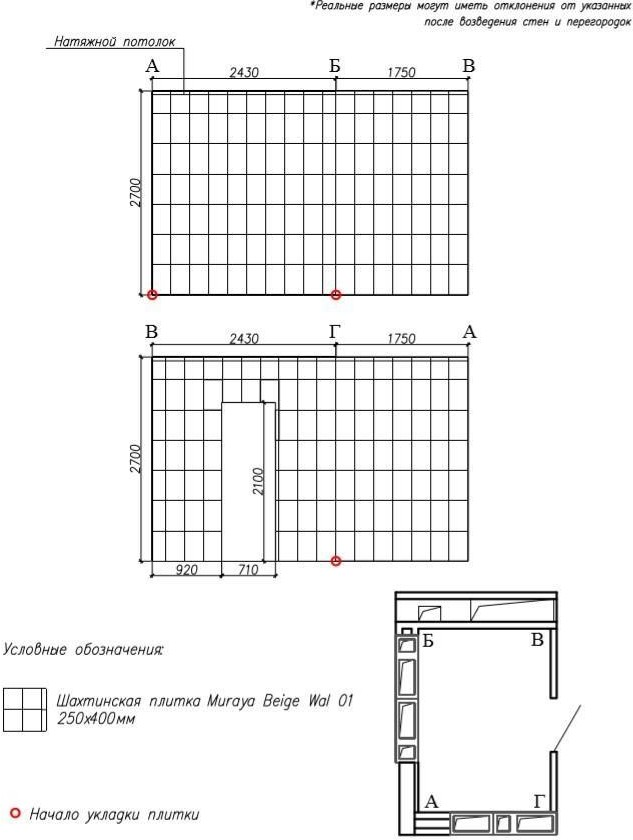 *Реальные размеры могут иметь отклонения от указанных
после возведения стен и перегородок
Натяжной потолок
А Б В
2430 1750
2700
В Г А
2430 1750
2700
2100
920 710
Б В
А Г
Условные обозначения:
Шахтинская плитка Muraya Beige Wal 01
250х400мм
Начало укладки плитки